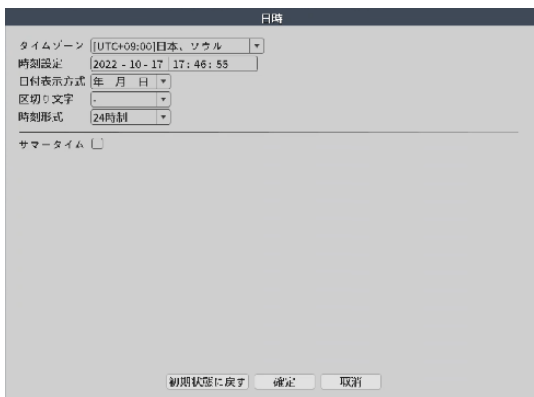 日時
タイムゾーン [UTC+09:00]日本、ソウル
時刻設定 2022 - 10 - 17 17: 46: 55
日付表示方式 年 月 日
区切り文字 -
時刻形式 24時制
サマータイム
初期状態に戻す 確定 取消